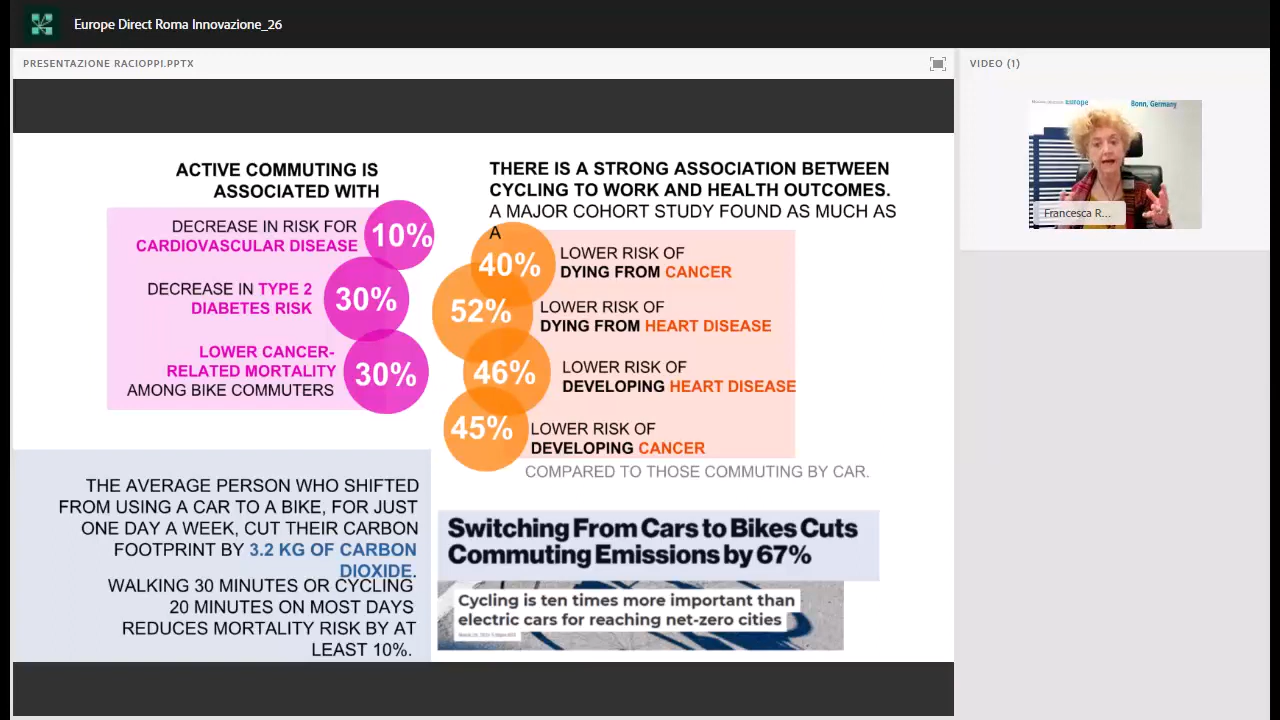 Europe Direct Roma Innovazione_26
PRESENTAZIONE RACIOPPI.PPTX
ACTIVE COMMUTING IS
ASSOCIATED WITH
DECREASE IN RISK FOR
CARDIOVASCULAR DISEASE
10%
DECREASE IN TYPE 2
DIABETES RISK
30%
LOWER CANCER-
RELATED MORTALITY
AMONG BIKE COMMUTERS
30%
THERE IS A STRONG ASSOCIATION BETWEEN
CYCLING TO WORK AND HEALTH OUTCOMES.
A MAJOR COHORT STUDY FOUND AS MUCH AS
A
40%
LOWER RISK OF
DYING FROM CANCER
52%
LOWER RISK OF
DYING FROM HEART DISEASE
46%
LOWER RISK OF
DEVELOPING HEART DISEASE
45%
LOWER RISK OF
DEVELOPING CANCER
COMPARED TO THOSE COMMUTING BY CAR.
THE AVERAGE PERSON WHO SHIFTED
FROM USING A CAR TO A BIKE, FOR JUST
ONE DAY A WEEK, CUT THEIR CARBON
FOOTPRINT BY 3.2 KG OF CARBON
DIOXIDE.
WALKING 30 MINUTES OR CYCLING
20 MINUTES ON MOST DAYS
REDUCES MORTALITY RISK BY AT
LEAST 10%.
Switching From Cars to Bikes Cuts
Commuting Emissions by 67%
Cycling is ten times more important than
electric cars for reaching net-zero cities
VIDEO (1)
Europe
Bonn, Germany
Francesca R...